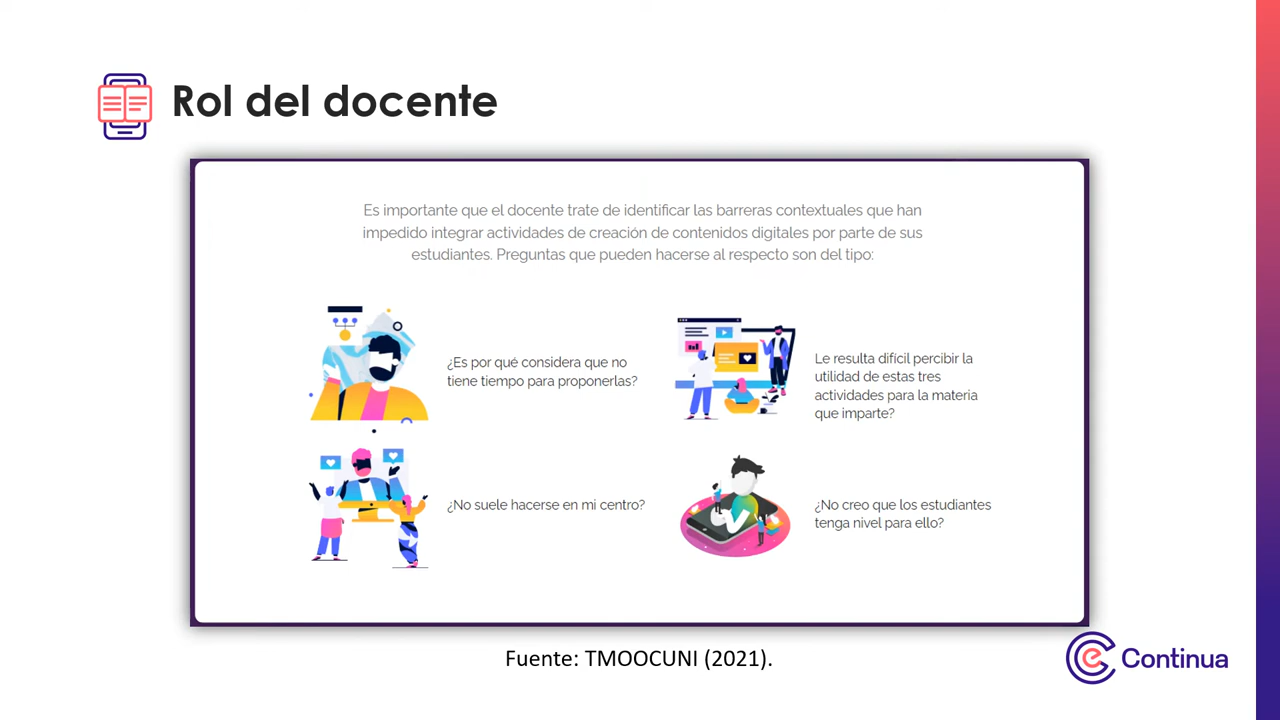 Rol del docente
Es importante que el docente trate de identificar las barreras contextuales que han
impedido integrar actividades de creación de contenidos digitales por parte de sus
estudiantes. Preguntas que pueden hacerse al respecto son del tipo:
¿Es por qué considera que no
tiene tiempo para proponerlas?
Le resulta difícil percibir la
utilidad de estas tres
actividades para la materia
que imparte?
¿No suele hacerse en mi centro?
¿No creo que los estudiantes
tenga nivel para ello?
Fuente: TMOOCUNI (2021).
e Continua